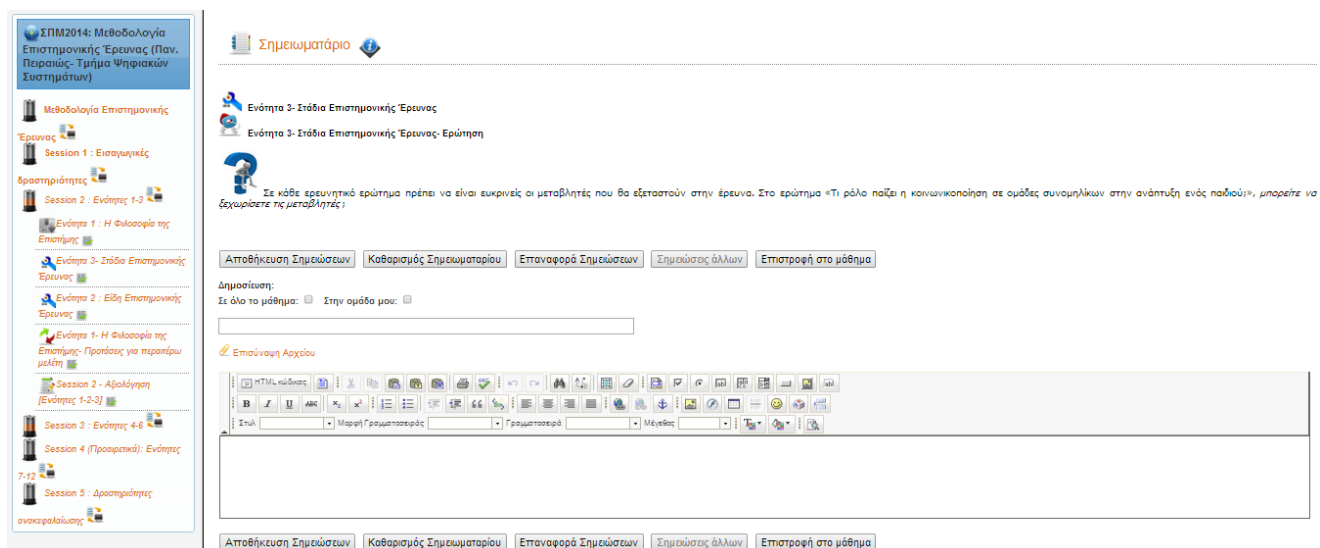 ΣΠΜ2014: Μεθοδολογία
Επιστημονικής Έρευνας (Παν.
Πειραιώς- Τμήμα Ψηφιακών
Συστημάτων)
Μεθοδολογία Επιστημονικής
Έρευνας
Session 1 : Εισαγωγικές
δραστηριότητες
Session 2 : Ενότητες 1-3
Ενότητα 1 : Η Φιλοσοφία της
Επιστήμης
Ενότητα 3- Στάδια Επιστημονικής
Έρευνας
Ενότητα 2 : Είδη Επιστημονικής
Έρευνας
Ενότητα 1- Η Φιλοσοφία της
Επιστήμης- Προτάσεις για περαιτέρω
μελέτη
Session 2 - Αξιολόγηση
[Ενότητες 1-2-3]
Session 3 : Ενότητες 4-6
Session 4 (Προαιρετικά): Ενότητες
7-12
Session 5 : Δραστηριότητες
ανακεφαλαίωσης
Σημειωματάριο
Ενότητα 3- Στάδια Επιστημονικής Έρευνας
Ενότητα 3- Στάδια Επιστημονικής Έρευνας- Ερώτηση
Σε κάθε ερευνητικό ερώτημα πρέπει να είναι ευκρινείς οι μεταβλητές που θα εξεταστούν στην έρευνα. Στο ερώτημα «Τι ρόλο παίζει η κοινωνικοποίηση σε ομάδες συνομηλίκων στην ανάπτυξη ενός παιδιού;», μπορείτε να
ξεχωρίσετε τις μεταβλητές;
Αποθήκευση Σημειώσεων Καθαρισμός Σημειωματαρίου Επαναφορά Σημειώσεων Σημειώσεις άλλων Επιστροφή στο μάθημα
Δημοσίευση:
Σε όλο το μάθημα: Στην ομάδα μου:
Επισύναψη Αρχείου
HTML κώδικας
B I U ABC x₂ x²
Στυλ Μορφή Γραμματοσειράς Γραμματοσειρά Μέγεθος
Αποθήκευση Σημειώσεων Καθαρισμός Σημειωματαρίου Επαναφορά Σημειώσεων Σημειώσεις άλλων Επιστροφή στο μάθημα